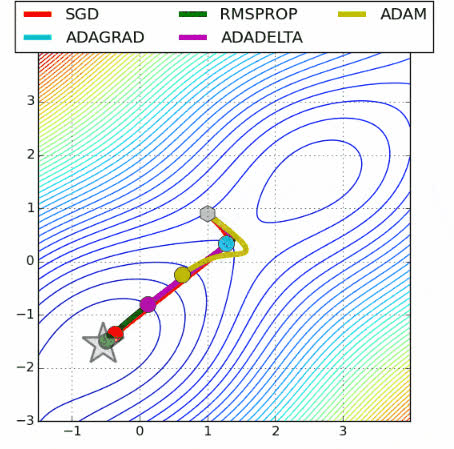 SGD RMSPROP ADAM
ADAGRAD ADADELTA
3
2
1
0
−1
−2
−3
−1 0 1 2 3